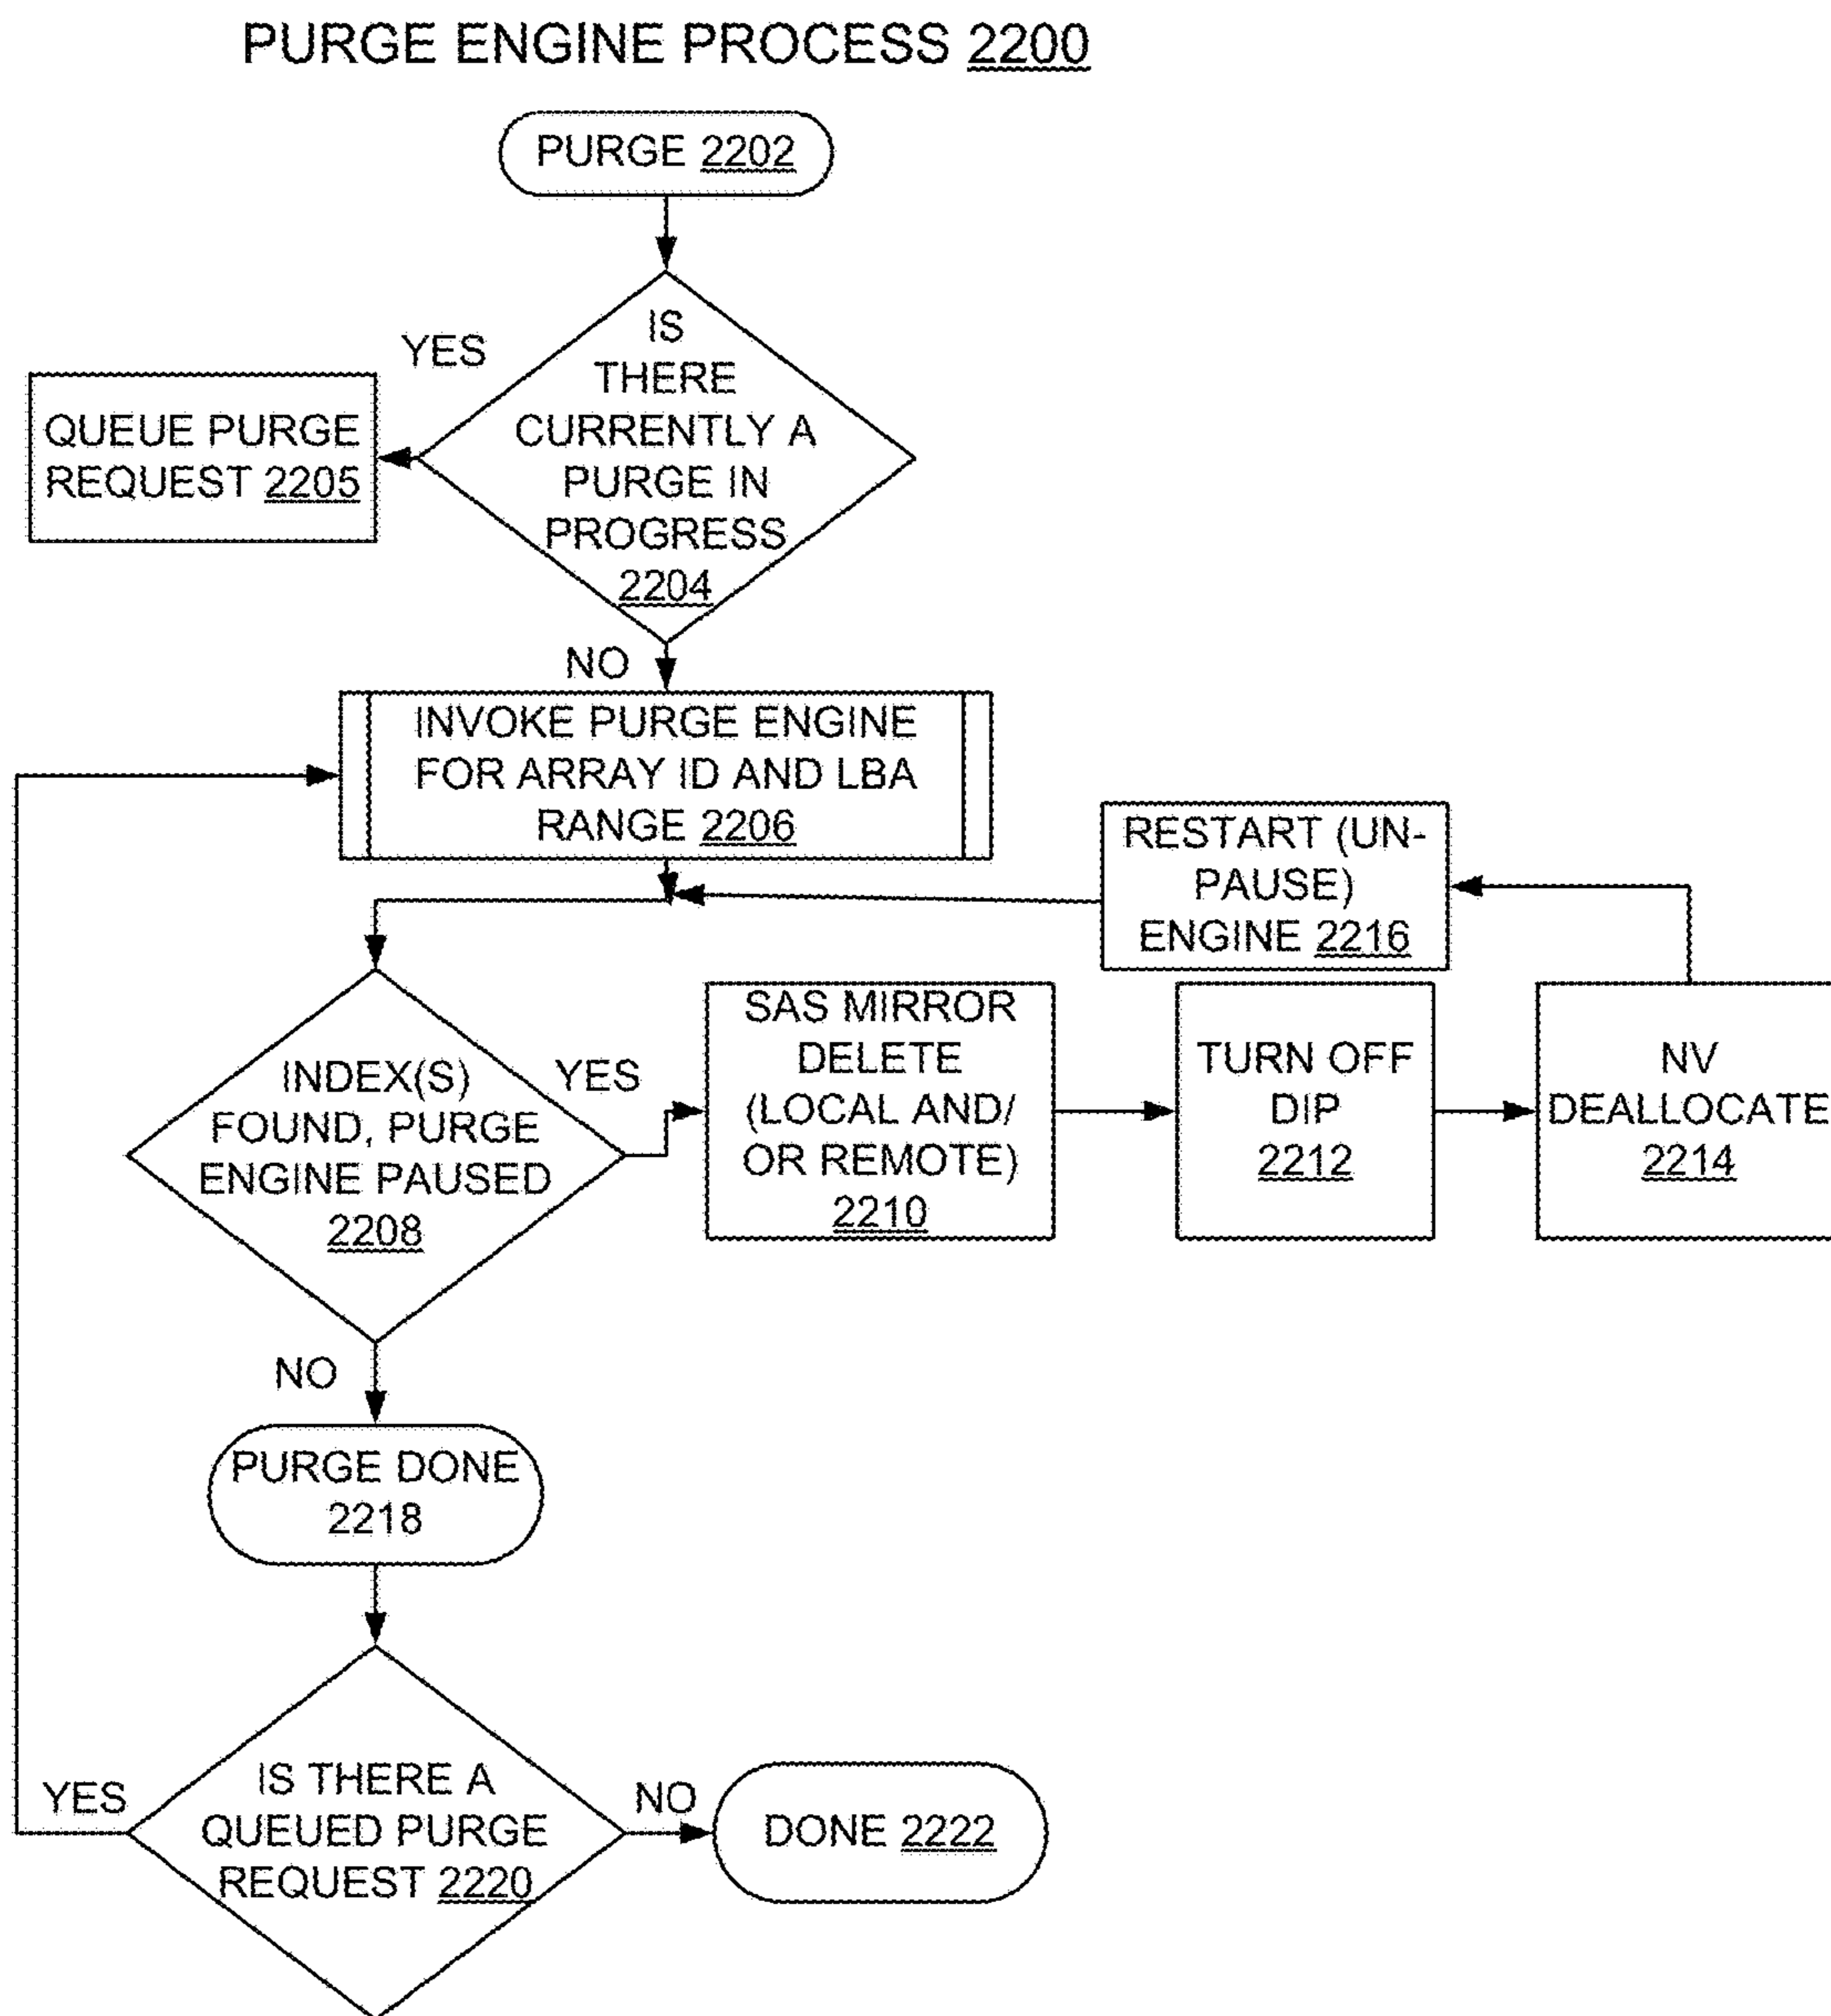 PURGE ENGINE PROCESS 2200
PURGE 2202
IS
THERE
CURRENTLY A
PURGE IN
PROGRESS
2204
YES
QUEUE PURGE
REQUEST 2205
NO
INVOKE PURGE ENGINE
FOR ARRAY ID AND LBA
RANGE 2206
RESTART (UN-
PAUSE)
ENGINE 2216
INDEX(S)
FOUND, PURGE
ENGINE PAUSED
2208
YES
SAS MIRROR
DELETE
(LOCAL AND/
OR REMOTE)
2210
TURN OFF
DIP
2212
NV
DEALLOCATE
2214
NO
PURGE DONE
2218
IS THERE A
QUEUED PURGE
REQUEST 2220
YES
NO
DONE 2222